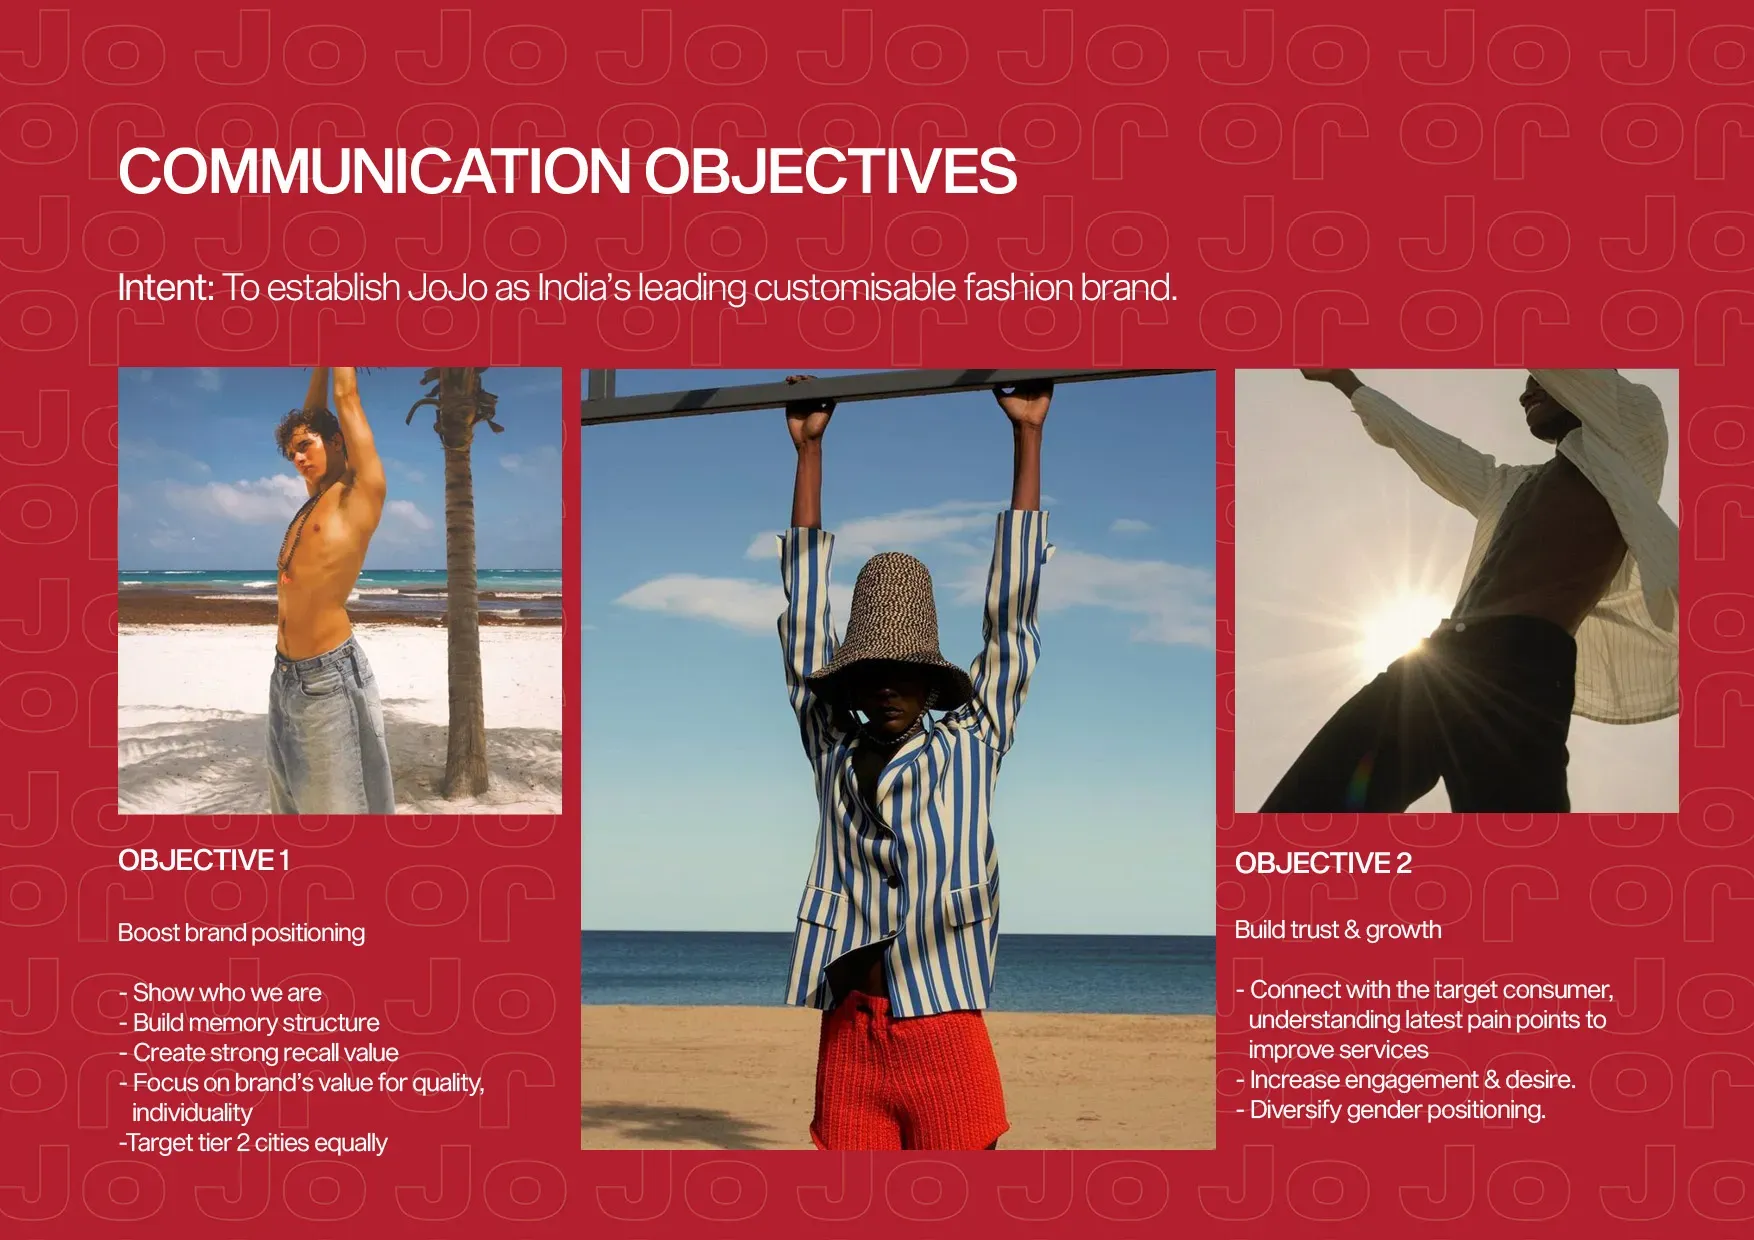 COMMUNICATION OBJECTIVES
Intent: To establish JoJo as India's leading customisable fashion brand.
OBJECTIVE 1
Boost brand positioning
- Show who we are
- Build memory structure
- Create strong recall value
- Focus on brand's value for quality,
individuality
-Target tier 2 cities equally
OBJECTIVE 2
Build trust & growth
- Connect with the target consumer,
understanding latest pain points to
improve services
- Increase engagement & desire.
- Diversify gender positioning.